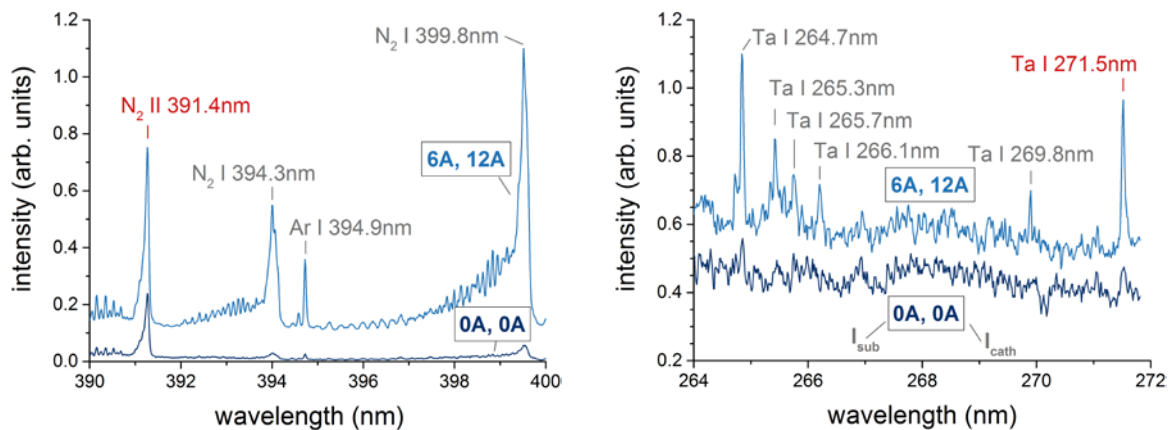 N₂ I 399.8nm
1.2
1.0
N₂ II 391.4nm
0.8
6A, 12A
N₂ I 394.3nm
0.6
Ar I 394.9nm
0.4
0.2
0A, 0A
0.0
390 392 394 396 398 400
wavelength (nm)
intensity (arb. units)
1.2
Ta I 264.7nm
Ta I 271.5nm
1.0
Ta I 265.3nm
Ta I 265.7nm
0.8
Ta I 266.1nm
Ta I 269.8nm
6A, 12A
0.6
0.4
0A, 0A
I_sub I_cath
0.2
264 266 268 270 272
wavelength (nm)
intensity (arb. units)